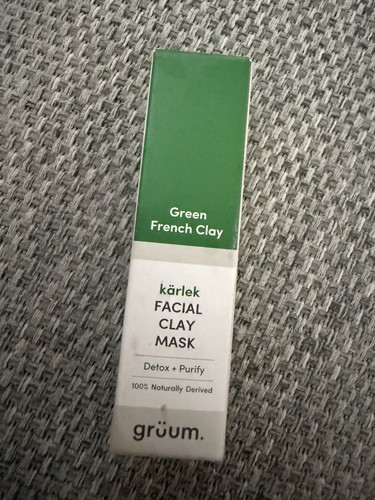 Green
French Clay
kärlek
FACIAL
CLAY
MASK
Detox + Purify
100% Naturally Derived
grüum.